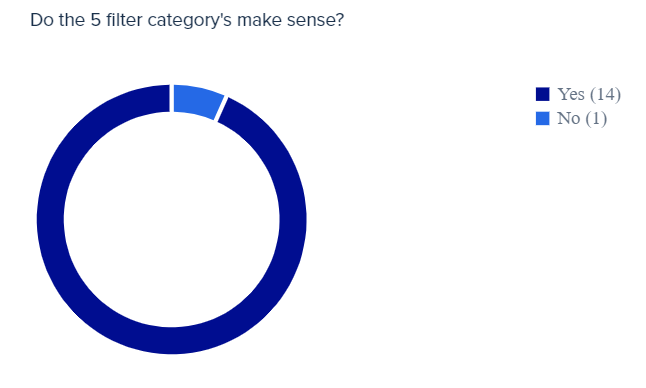 Do the 5 filter category's make sense?
Yes (14)
No (1)